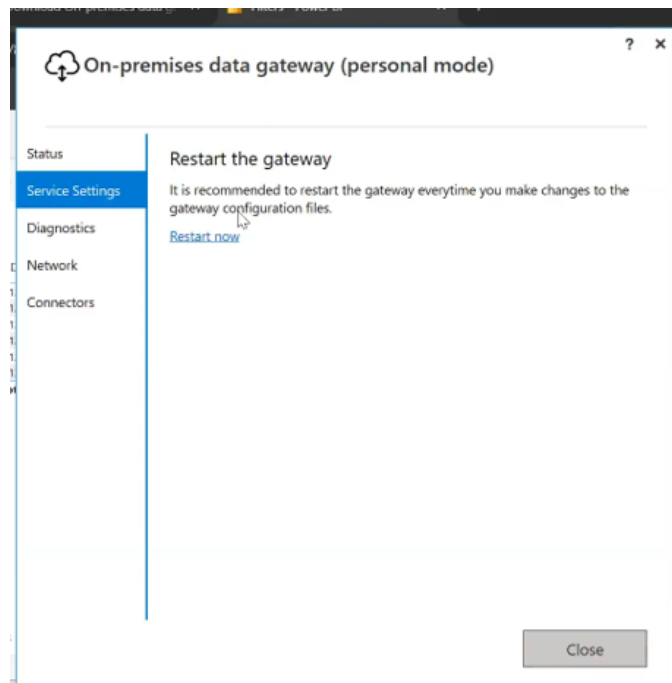 On-premises data gateway (personal mode)
? ×
Status
Service Settings
Diagnostics
Network
Connectors
Restart the gateway
It is recommended to restart the gateway everytime you make changes to the
gateway configuration files.
Restart now
Close